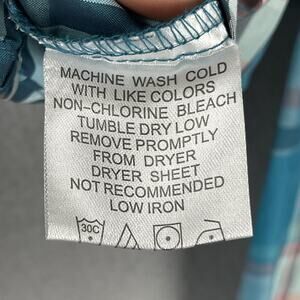 MACHINE WASH COLD
WITH LIKE COLORS
NON-CHLORINE BLEACH
TUMBLE DRY LOW
REMOVE PROMPTLY
FROM DRYER
DRYER SHEET
NOT RECOMMENDED
LOW IRON
30C